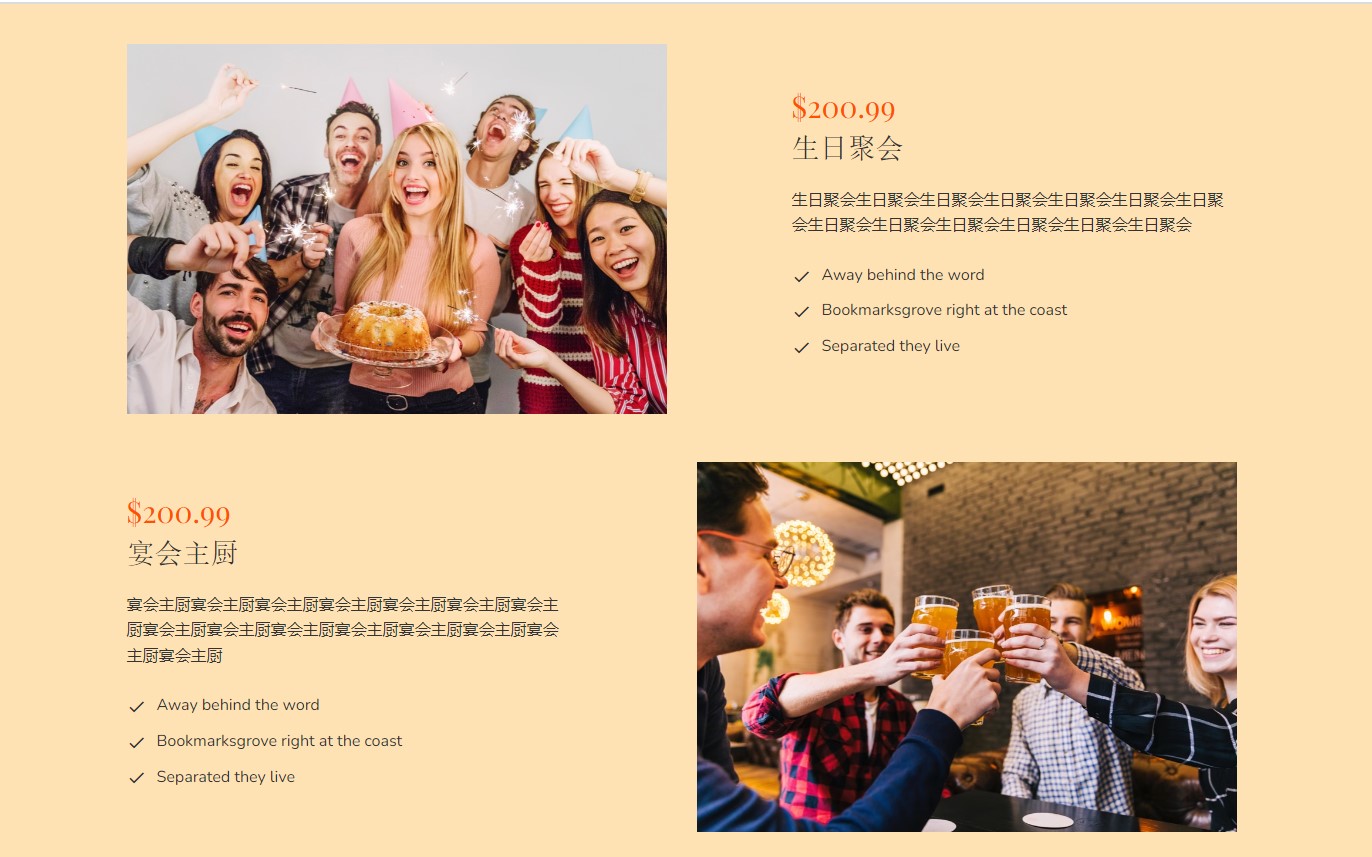 $200.99
生日聚会
生日聚会生日聚会生日聚会生日聚会生日聚会生日聚会生日聚
会生日聚会生日聚会生日聚会生日聚会生日聚会生日聚会
Away behind the word
Bookmarksgrove right at the coast
Separated they live
$200.99
宴会主厨
宴会主厨宴会主厨宴会主厨宴会主厨宴会主厨宴会主厨宴会主
厨宴会主厨宴会主厨宴会主厨宴会主厨宴会主厨宴会主厨宴会
主厨宴会主厨
Away behind the word
Bookmarksgrove right at the coast
Separated they live